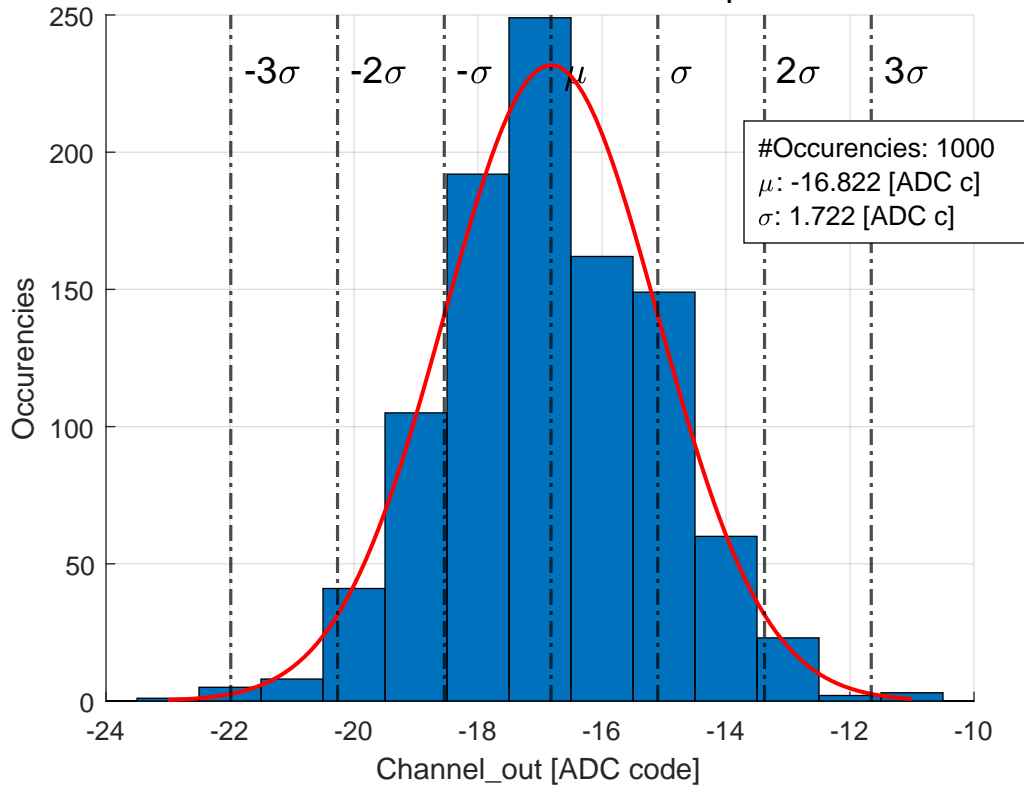 250
200
150
100
50
0
Occurencies
-3σ
-2σ
-σ
μ
σ
2σ
3σ
#Occurencies: 1000
μ: -16.822 [ADC c]
σ: 1.722 [ADC c]
-24
-22
-20
-18
-16
-14
-12
-10
Channel_out [ADC code]